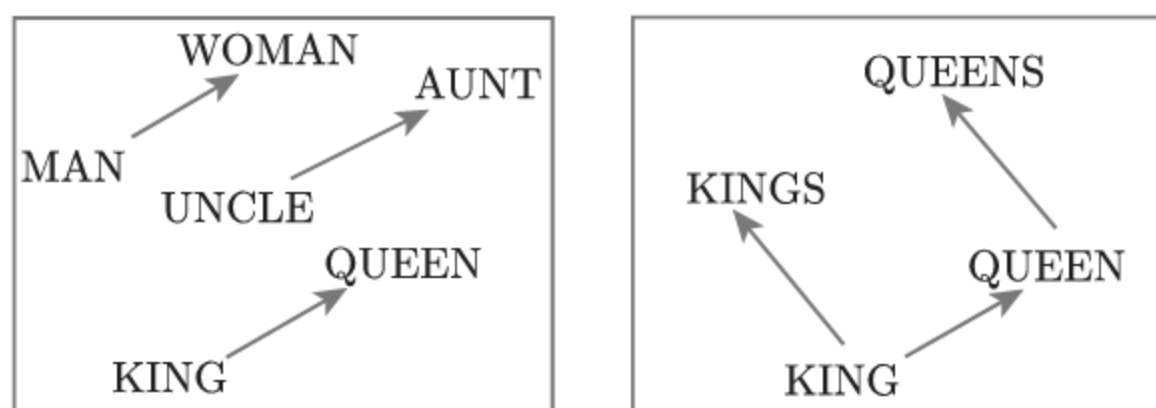 WOMAN
AUNT
MAN
UNCLE
QUEEN
KING
QUEENS
KINGS
QUEEN
KING